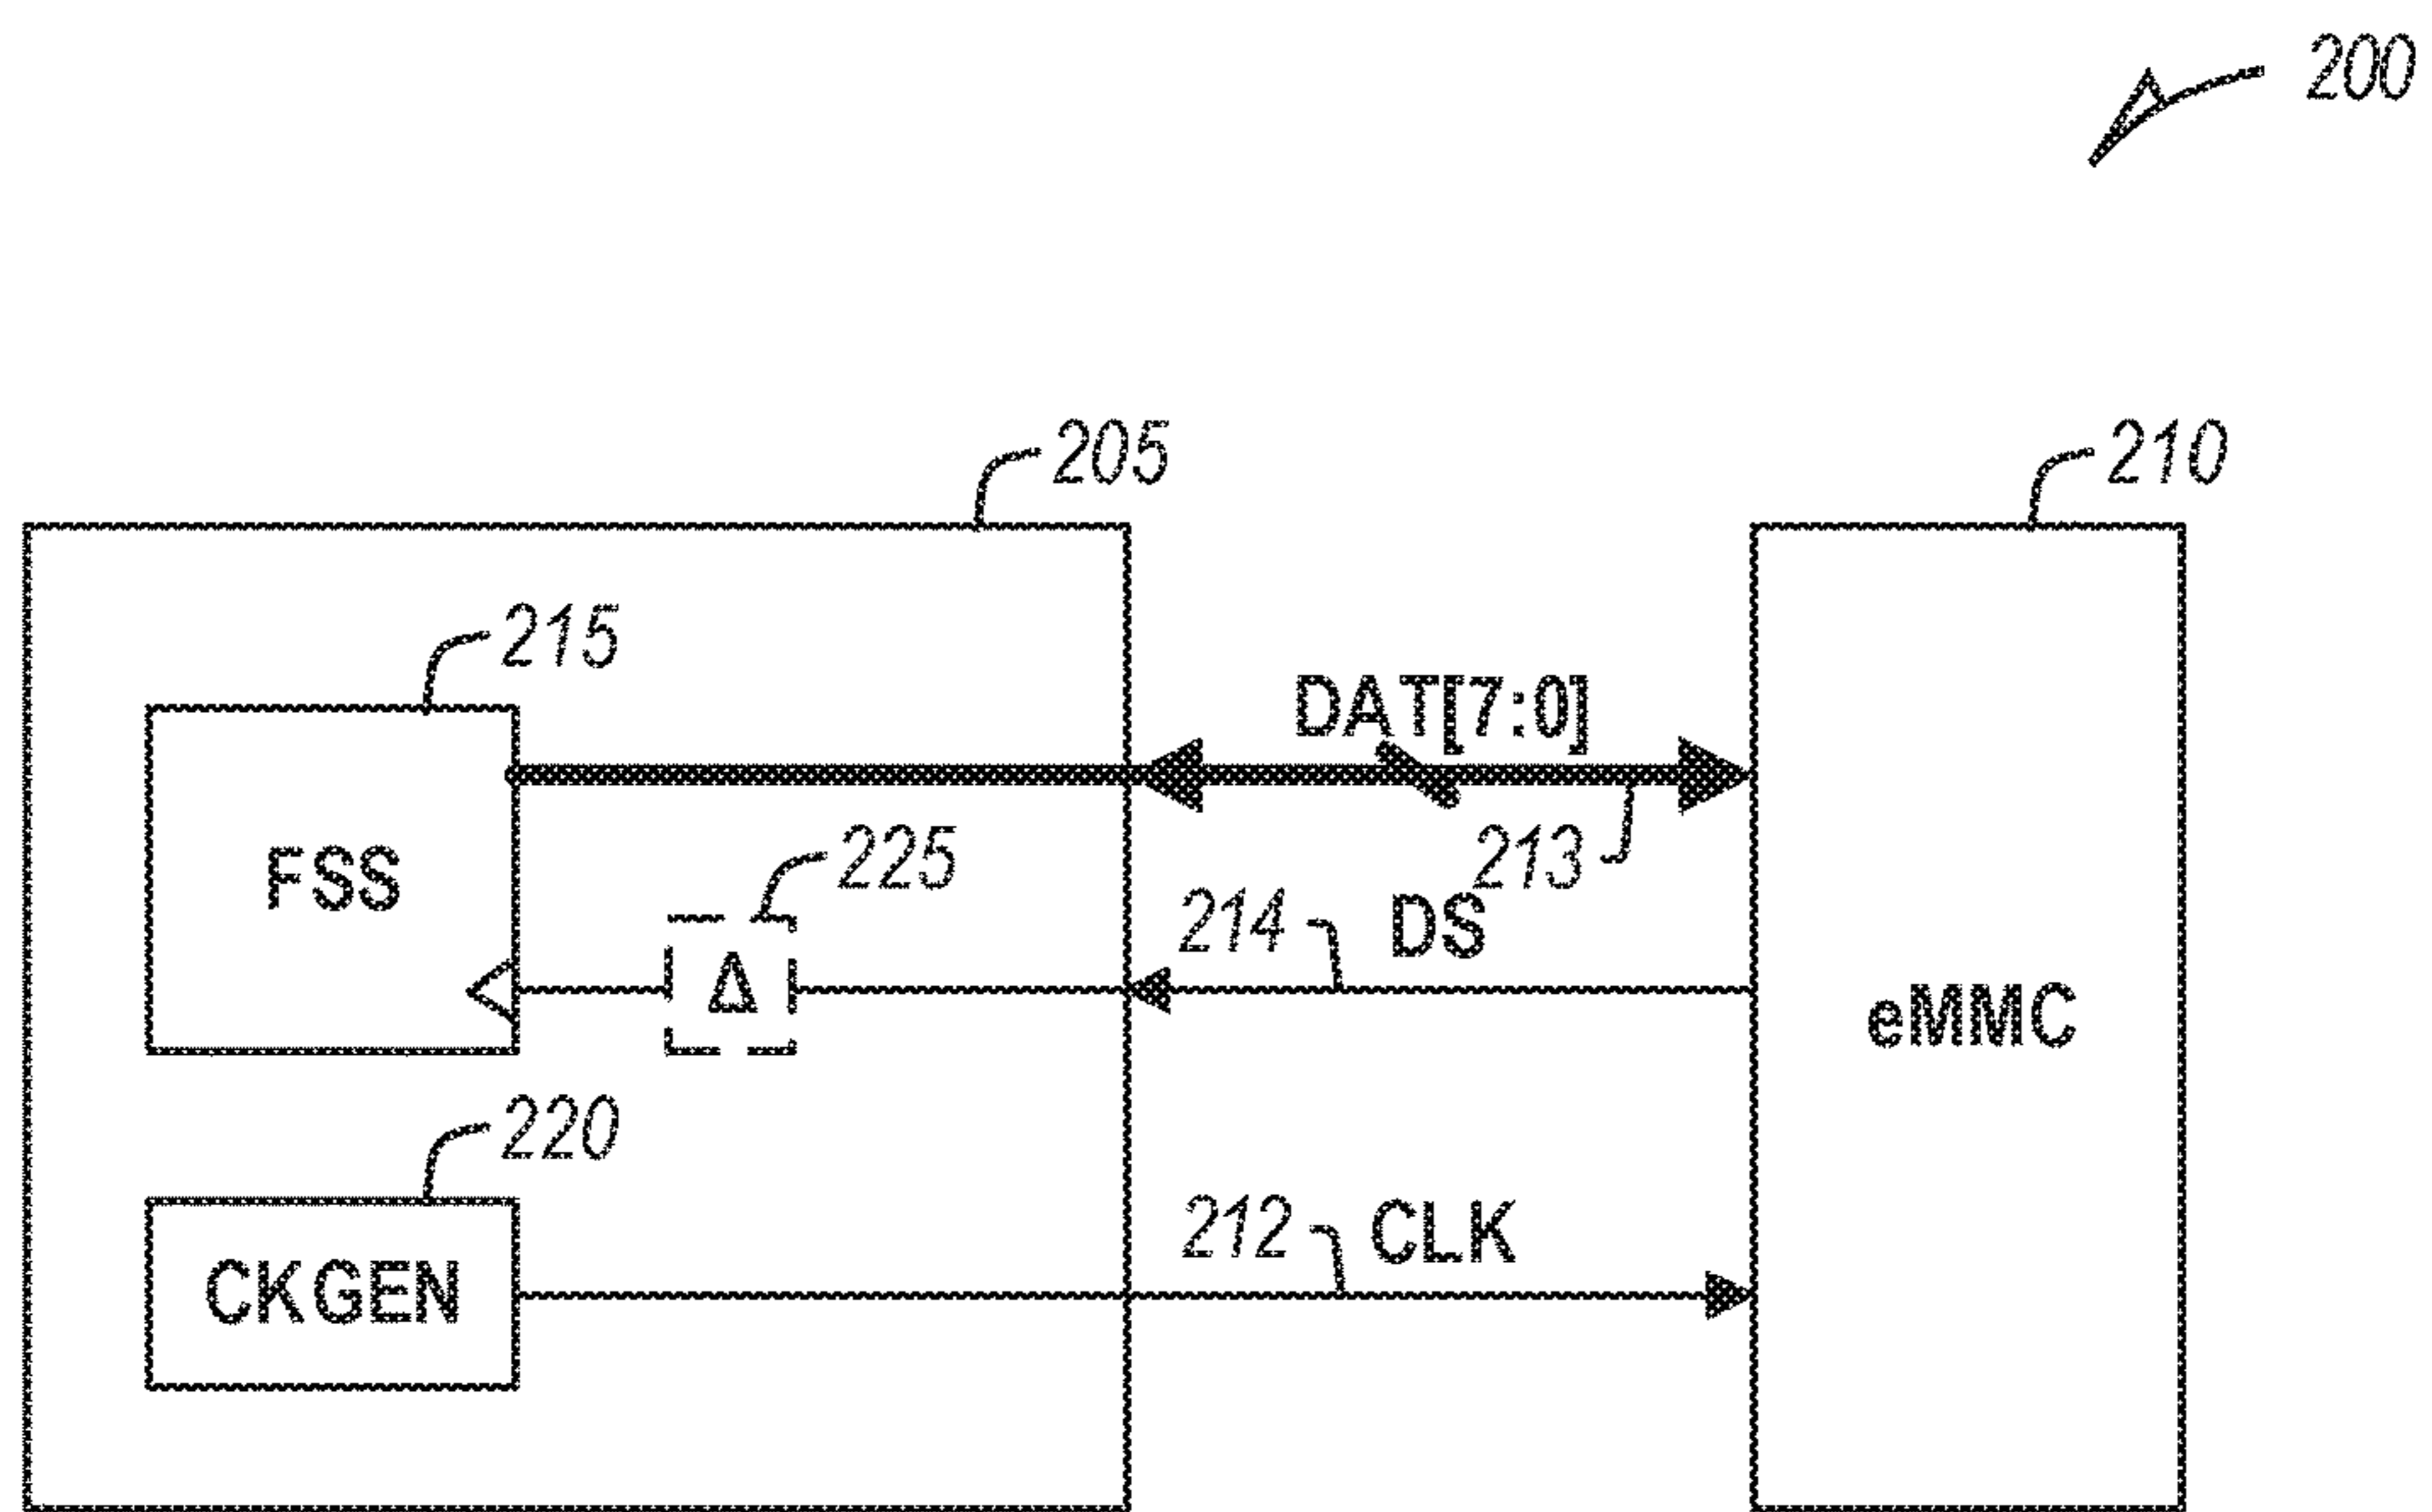 200
205
210
215
DAT[7:0]
213
FSS
225
214
DS
Δ
eMMC
220
212
CLK
CKGEN